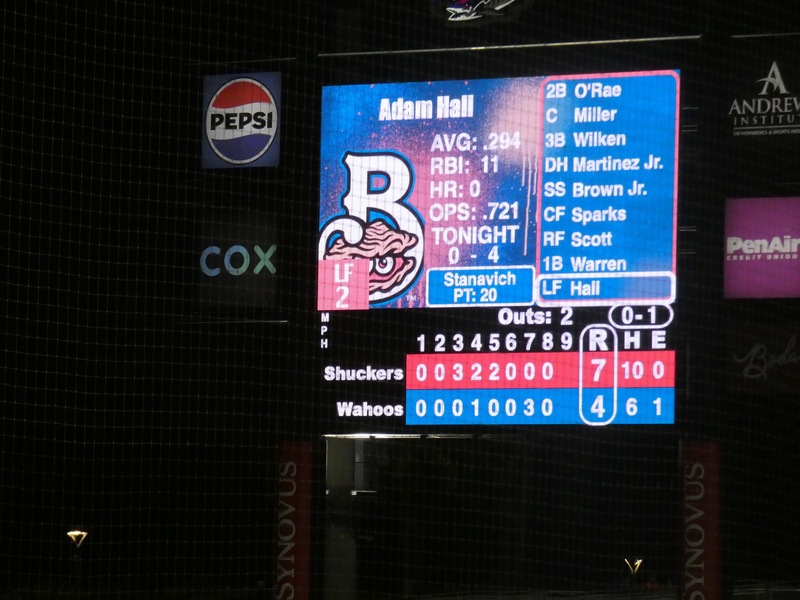 PEPSI
COX
Adam Hall
AVG: .294
RBI: 11
HR: 0
OPS: .721
TONIGHT
0 - 4
LF
2
B
TM
Stanavich
PT: 20
2B O'Rae
C Miller
3B Wilken
DH Martinez Jr.
SS Brown Jr.
CF Sparks
RF Scott
1B Warren
LF Hall
MPH
Outs: 2 0-1
1 2 3 4 5 6 7 8 9 R H E
Shuckers 0 0 3 2 2 0 0 0 7 10 0
Wahoos 0 0 0 1 0 0 3 0 4 6 1
ANDREWS
INSTITUTE
PenAir
CREDIT UNION
SYNOVUS
SYNOVUS